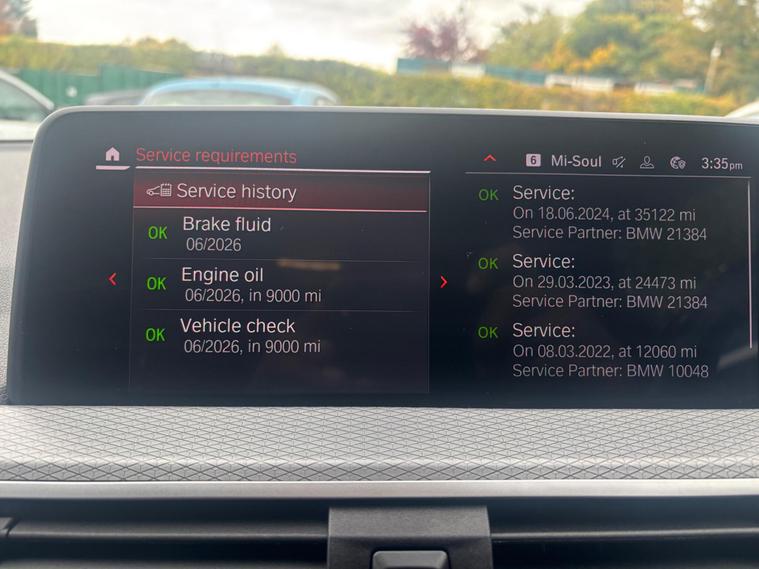 Service requirements
6 Mi-Soul 3:35pm
Service history
OK Brake fluid
06/2026
OK Engine oil
06/2026, in 9000 mi
OK Vehicle check
06/2026, in 9000 mi
OK Service:
On 18.06.2024, at 35122 mi
Service Partner: BMW 21384
OK Service:
On 29.03.2023, at 24473 mi
Service Partner: BMW 21384
OK Service:
On 08.03.2022, at 12060 mi
Service Partner: BMW 10048